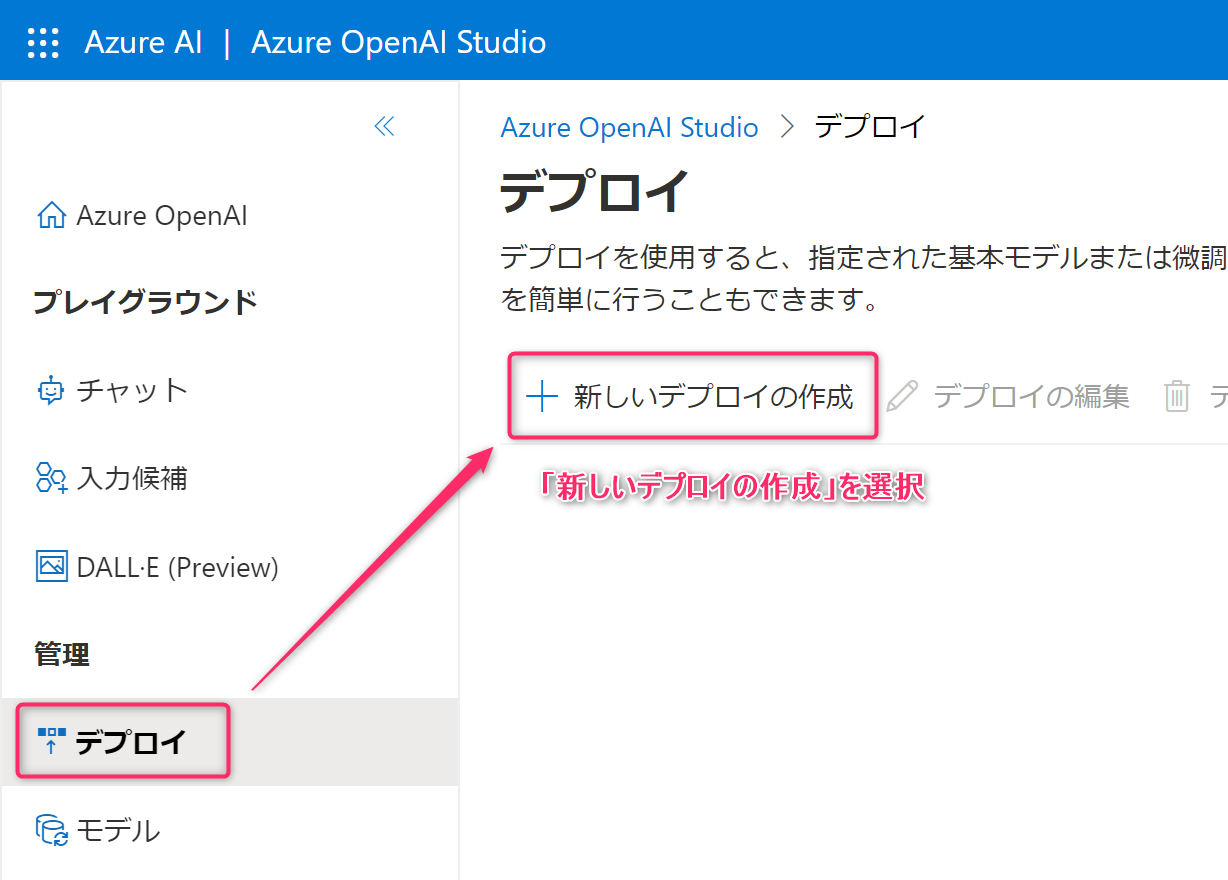 Azure AI | Azure OpenAI Studio
Azure OpenAI
プレイグラウンド
チャット
入力候補
DALL·E (Preview)
管理
デプロイ
モデル
Azure OpenAI Studio > デプロイ
デプロイ
デプロイを使用すると、指定された基本モデルまたは微調
を簡単に行うこともできます。
新しいデプロイの作成 デプロイの編集 デ
「新しいデプロイの作成」を選択